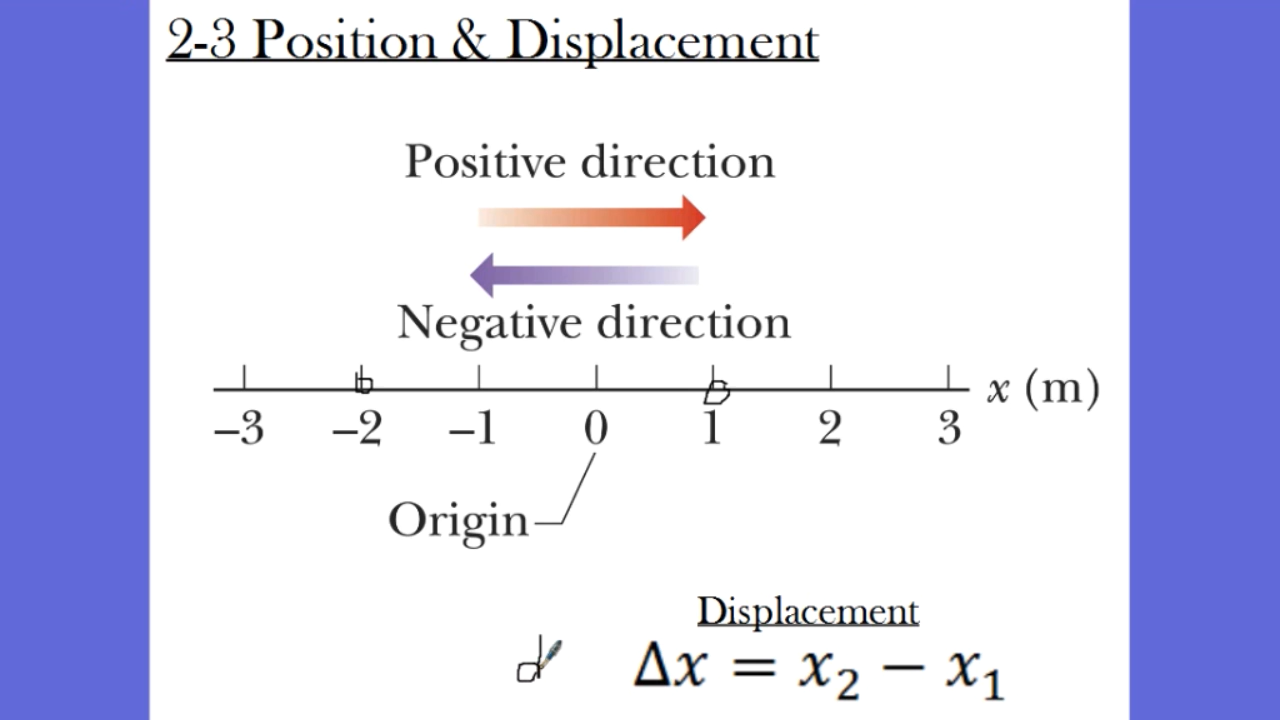 2-3 Position & Displacement
Positive direction
Negative direction
b B x (m)
–3 –2 –1 0 1 2 3
Origin
Displacement
d Δx = x₂ − x₁